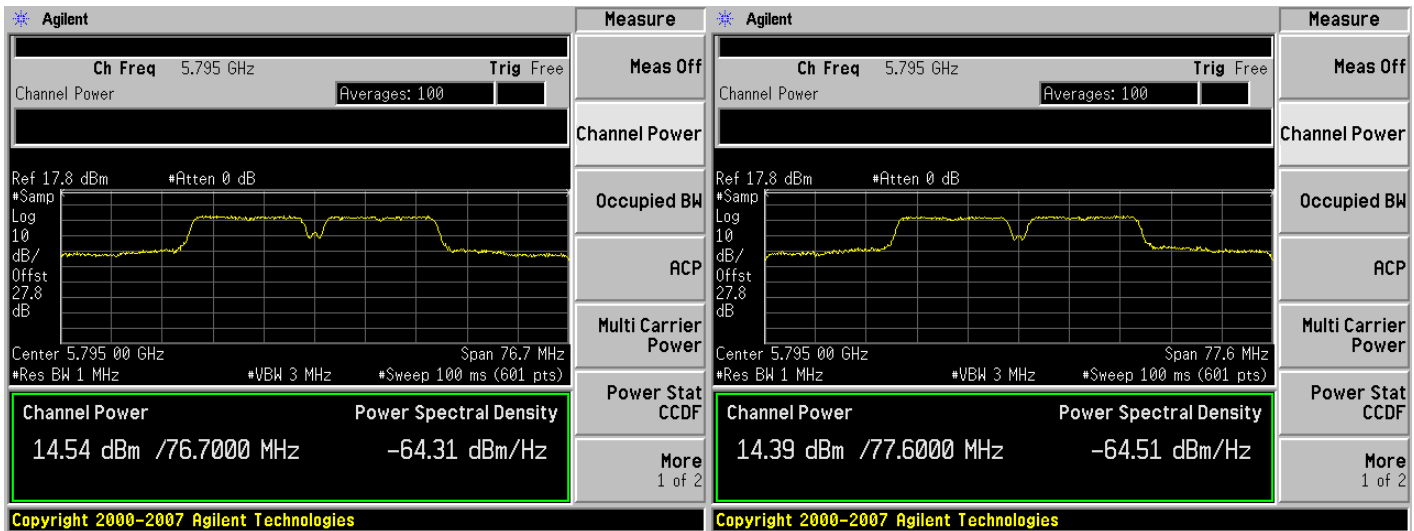 Agilent
Measure
Ch Freq 5.795 GHz Trig Free
Meas Off
Channel Power Averages: 100
Channel Power
Ref 17.8 dBm #Atten 0 dB
#Samp
Log
10
dB/
Offst
27.8
dB
Occupied BW
ACP
Multi Carrier
Power
Center 5.795 00 GHz Span 76.7 MHz
#Res BW 1 MHz #VBW 3 MHz #Sweep 100 ms (601 pts)
Power Stat
CCDF
Channel Power Power Spectral Density
14.54 dBm /76.7000 MHz -64.31 dBm/Hz
More
1 of 2
Copyright 2000-2007 Agilent Technologies
Agilent
Measure
Ch Freq 5.795 GHz Trig Free
Meas Off
Channel Power Averages: 100
Channel Power
Ref 17.8 dBm #Atten 0 dB
#Samp
Log
10
dB/
Offst
27.8
dB
Occupied BW
ACP
Multi Carrier
Power
Center 5.795 00 GHz Span 77.6 MHz
#Res BW 1 MHz #VBW 3 MHz #Sweep 100 ms (601 pts)
Power Stat
CCDF
Channel Power Power Spectral Density
14.39 dBm /77.6000 MHz -64.51 dBm/Hz
More
1 of 2
Copyright 2000-2007 Agilent Technologies